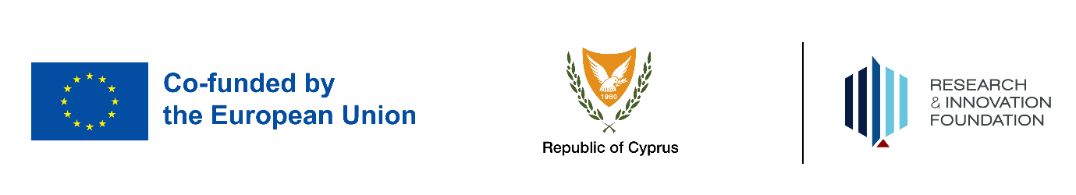 Co-funded by
the European Union
1960
Republic of Cyprus
RESEARCH
& INNOVATION
FOUNDATION